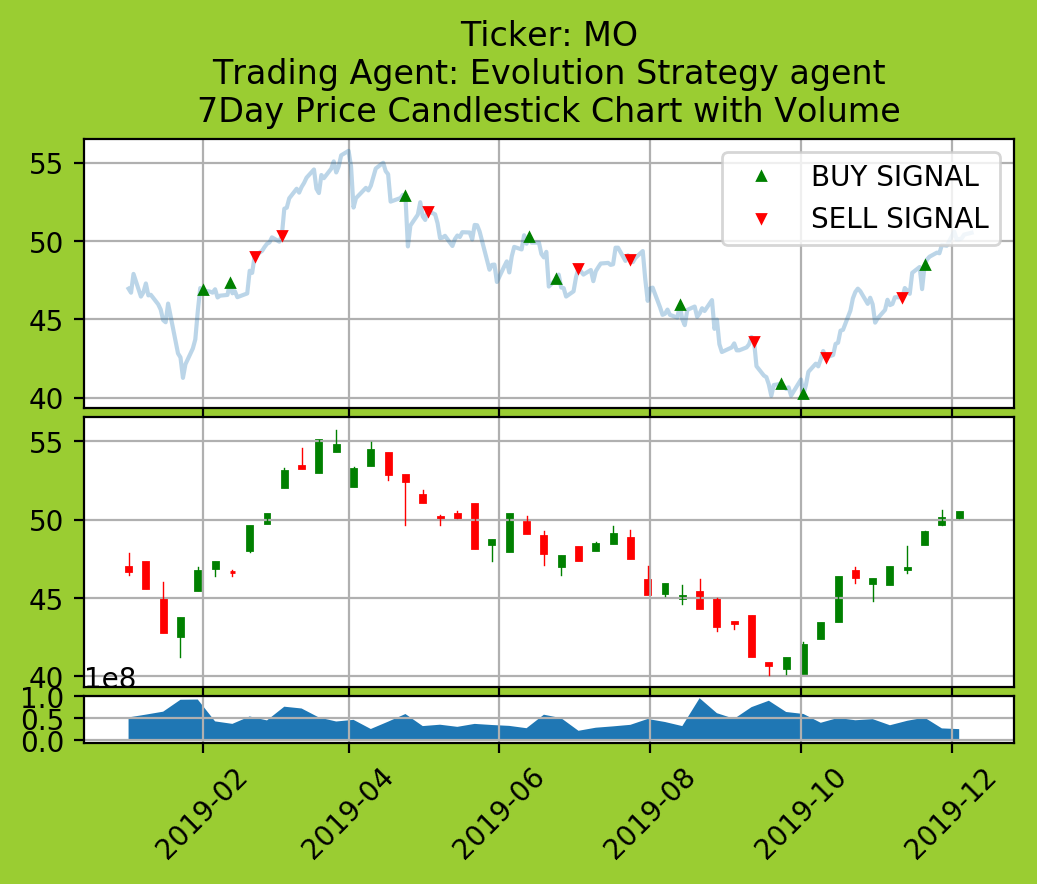 Ticker: MO
Trading Agent: Evolution Strategy agent
7Day Price Candlestick Chart with Volume
55
50
45
40
BUY SIGNAL
SELL SIGNAL
55
50
45
40
1e8
1.0
0.5
0.0
2019-02
2019-04
2019-06
2019-08
2019-10
2019-12